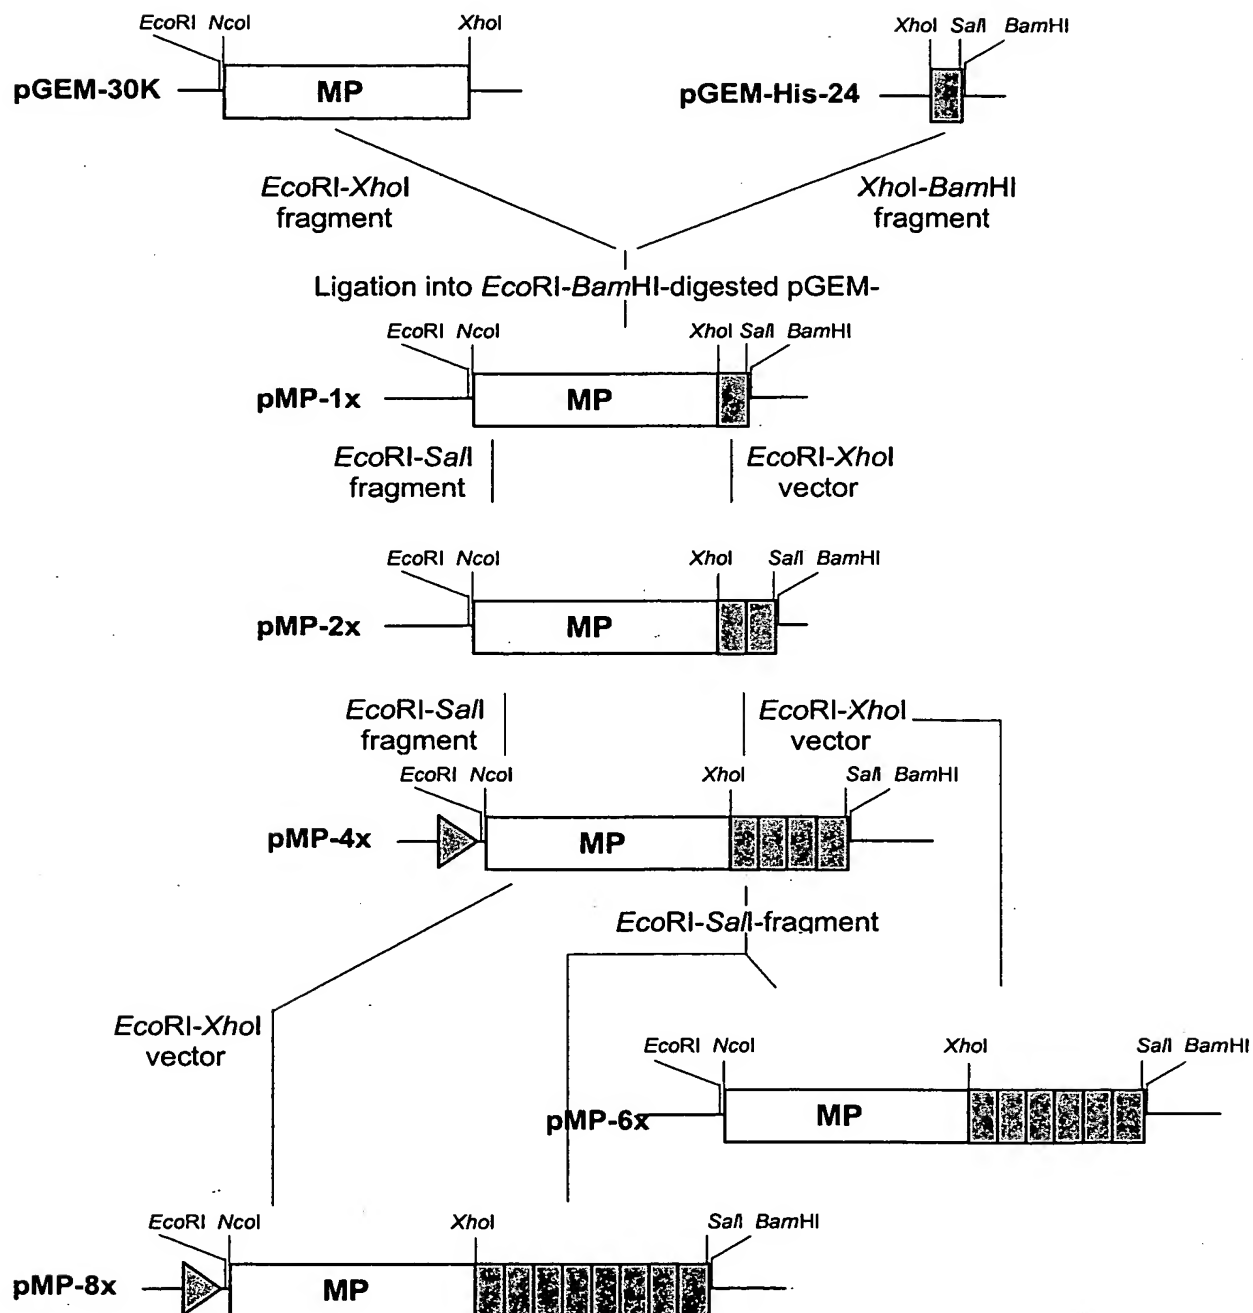 EcoRI NcoI XhoI
XhoI SalI BamHI
pGEM-30K MP
pGEM-His-24
EcoRI-XhoI
fragment
XhoI-BamHI
fragment
Ligation into EcoRI-BamHI-digested pGEM-
EcoRI NcoI XhoI SalI BamHI
pMP-1x MP
EcoRI-SalI
fragment
EcoRI-XhoI
vector
EcoRI NcoI XhoI SalI BamHI
pMP-2x MP
EcoRI-SalI
fragment
EcoRI-XhoI
vector
EcoRI NcoI XhoI SalI BamHI
pMP-4x MP
EcoRI-SalI-fragment
EcoRI-XhoI
vector
EcoRI NcoI XhoI SalI BamHI
pMP-6x MP
EcoRI NcoI XhoI SalI BamHI
pMP-8x MP